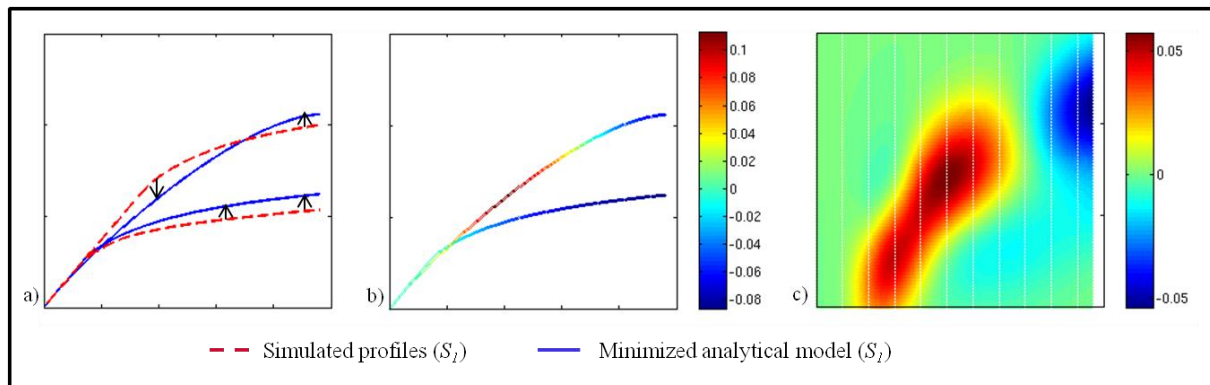 a)
b)
0.1
0.08
0.06
0.04
0.02
0
-0.02
-0.04
-0.06
-0.08
c)
0.05
0
-0.05
Simulated profiles (S1)
Minimized analytical model (S1)